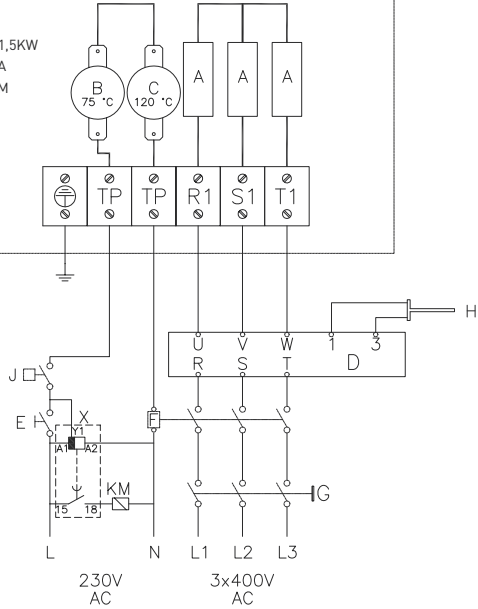 1,5KW
A
M
B
75 °C
C
120 °C
A
A
A
TP
TP
R1
S1
T1
H
U
V
W
1
3
R
S
T
D
J
E
X
Y1
F
A1
A2
KM
15
18
G
L
N
L1
L2
L3
230V
AC
3x400V
AC